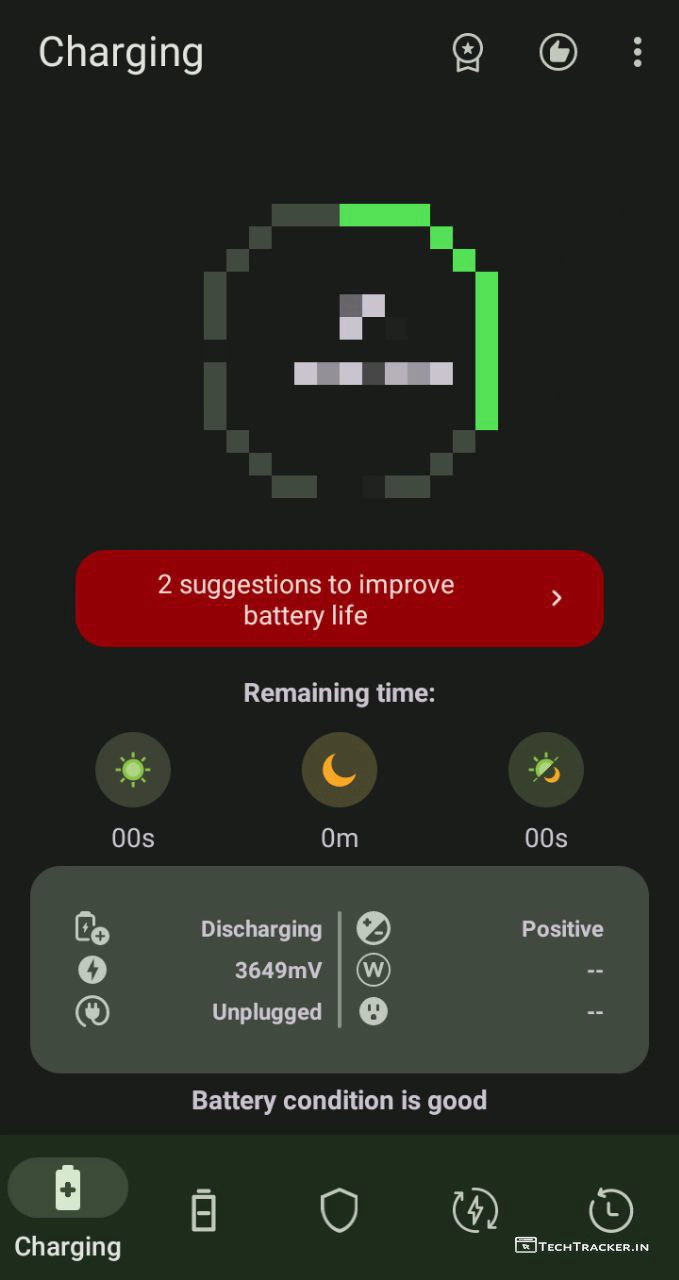 Charging
2 suggestions to improve
battery life
Remaining time:
00s
0m
00s
Discharging
Positive
3649mV
W
--
Unplugged
--
Battery condition is good
Charging
TECHTRACKER.IN